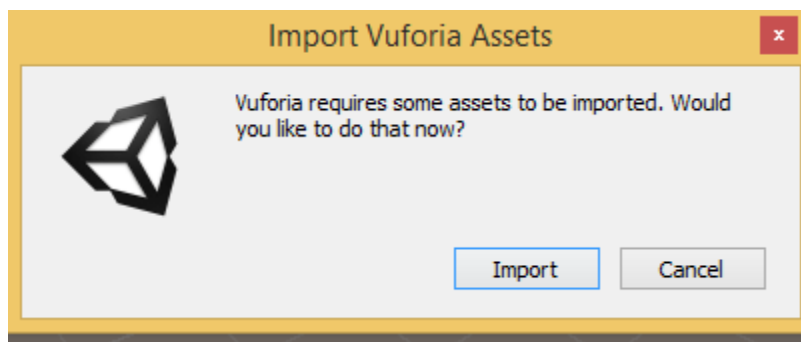 Import Vuforia Assets
x
Vuforia requires some assets to be imported. Would
you like to do that now?
Import
Cancel